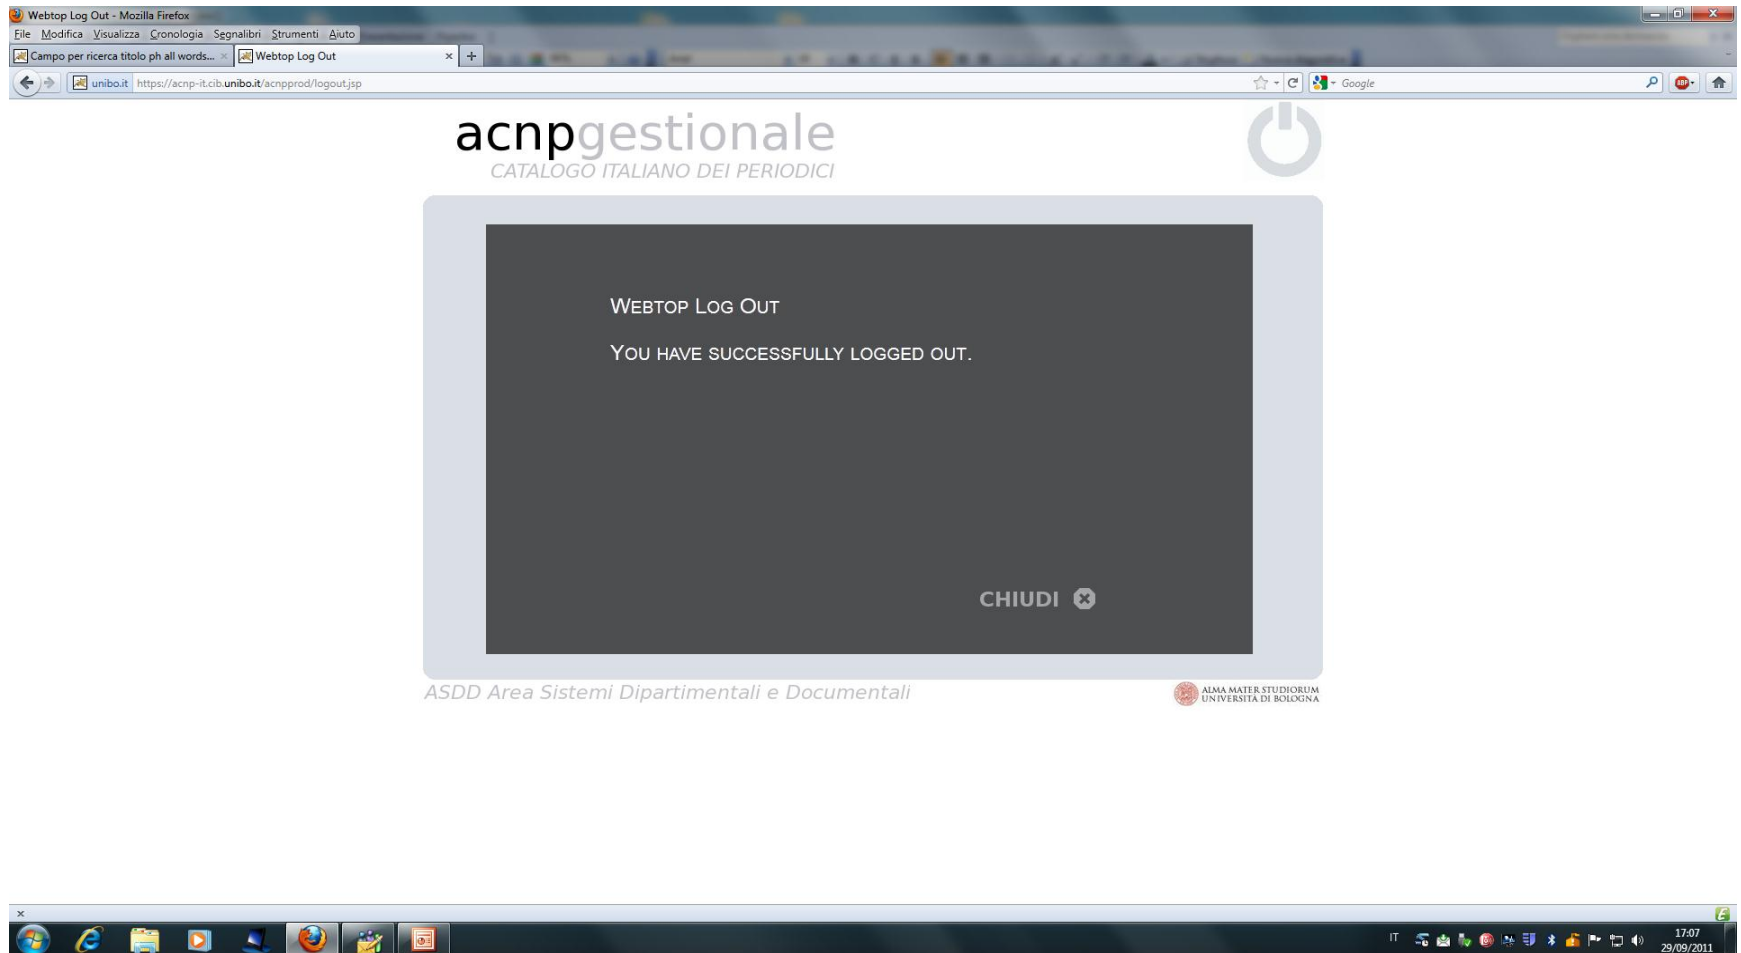 Webtop Log Out - Mozilla Firefox
File Modifica Visualizza Cronologia Segnalibri Strumenti Aiuto
Campo per ricerca titolo ph all words... Webtop Log Out
unibo.it https://acnp-it.cib.unibo.it/acnpprod/logout.jsp Google ABP
acnpgestionale
CATALOGO ITALIANO DEI PERIODICI
WEBTOP LOG OUT
YOU HAVE SUCCESSFULLY LOGGED OUT.
CHIUDI
ASDD Area Sistemi Dipartimentali e Documentali
ALMA MATER STUDIORUM
UNIVERSITÀ DI BOLOGNA
IT 17:07
29/09/2011